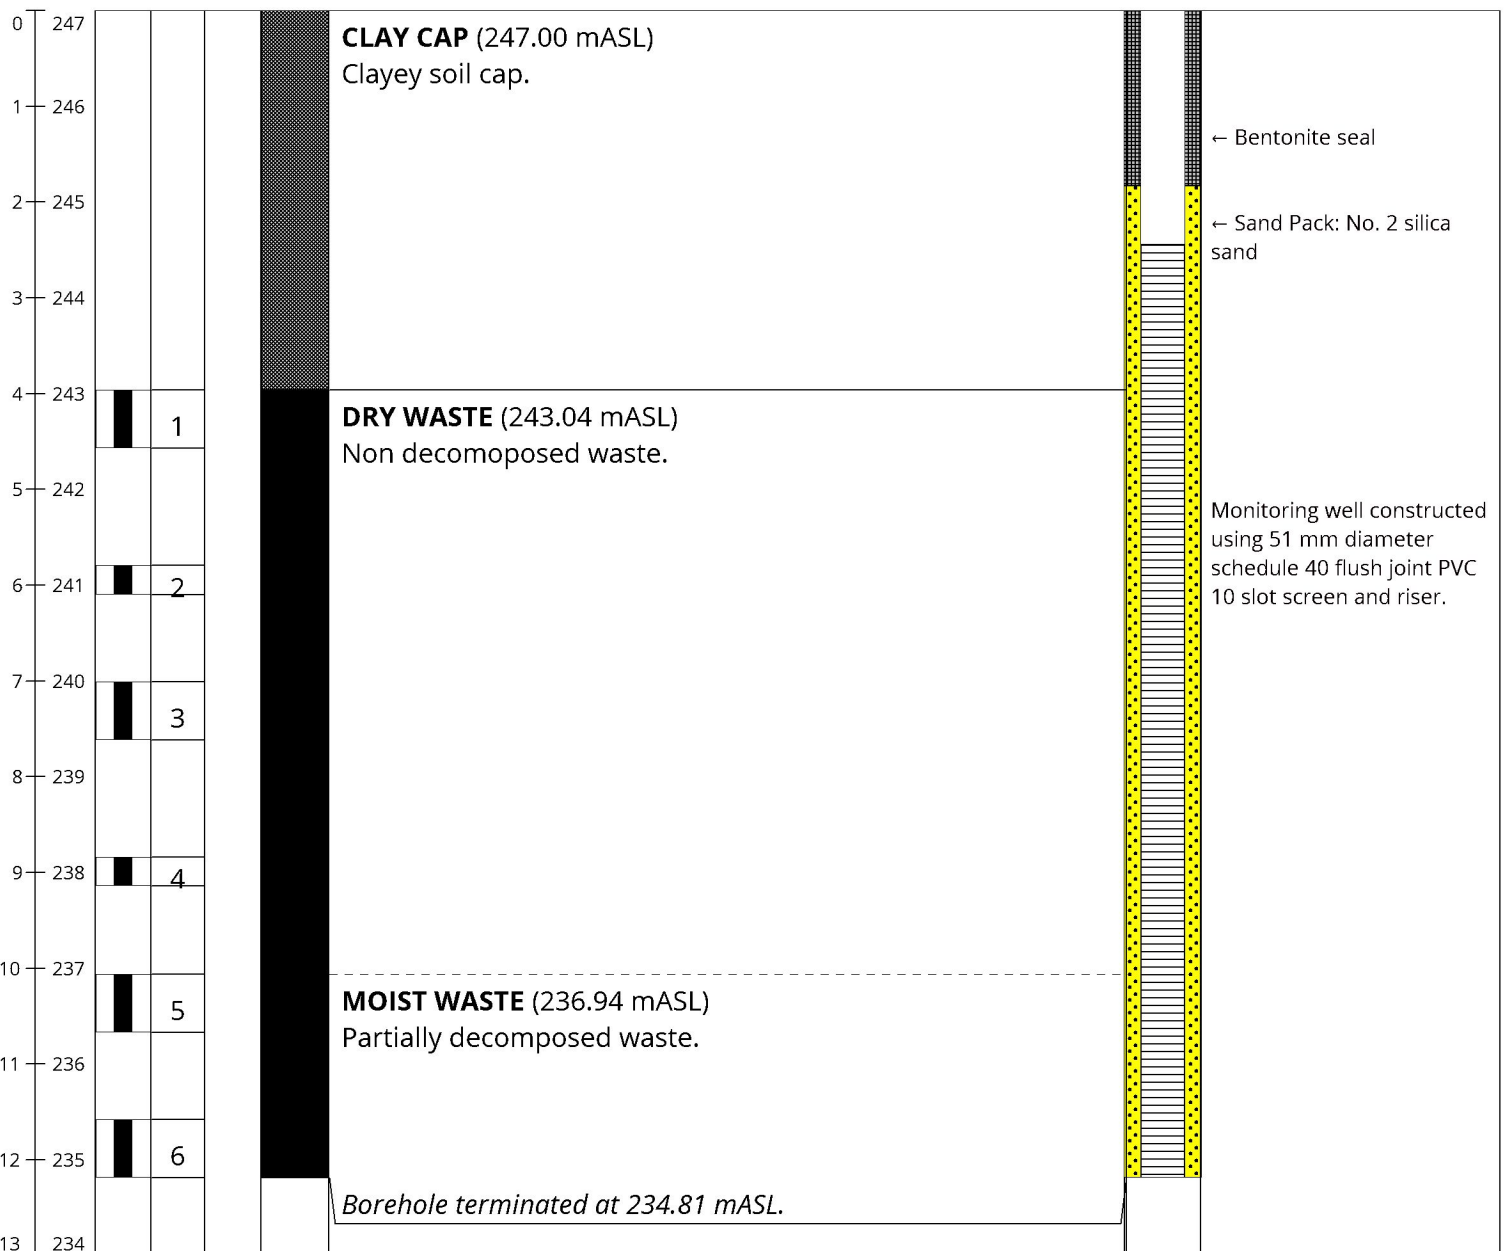 0 247
CLAY CAP (247.00 mASL)
Clayey soil cap.
1 246
← Bentonite seal
2 245
← Sand Pack: No. 2 silica
sand
3 244
4 243
1
DRY WASTE (243.04 mASL)
Non decomoposed waste.
5 242
Monitoring well constructed
using 51 mm diameter
schedule 40 flush joint PVC
10 slot screen and riser.
6 241
2
7 240
3
8 239
9 238
4
10 237
MOIST WASTE (236.94 mASL)
5
Partially decomposed waste.
11 236
6
12 235
Borehole terminated at 234.81 mASL.
13 234